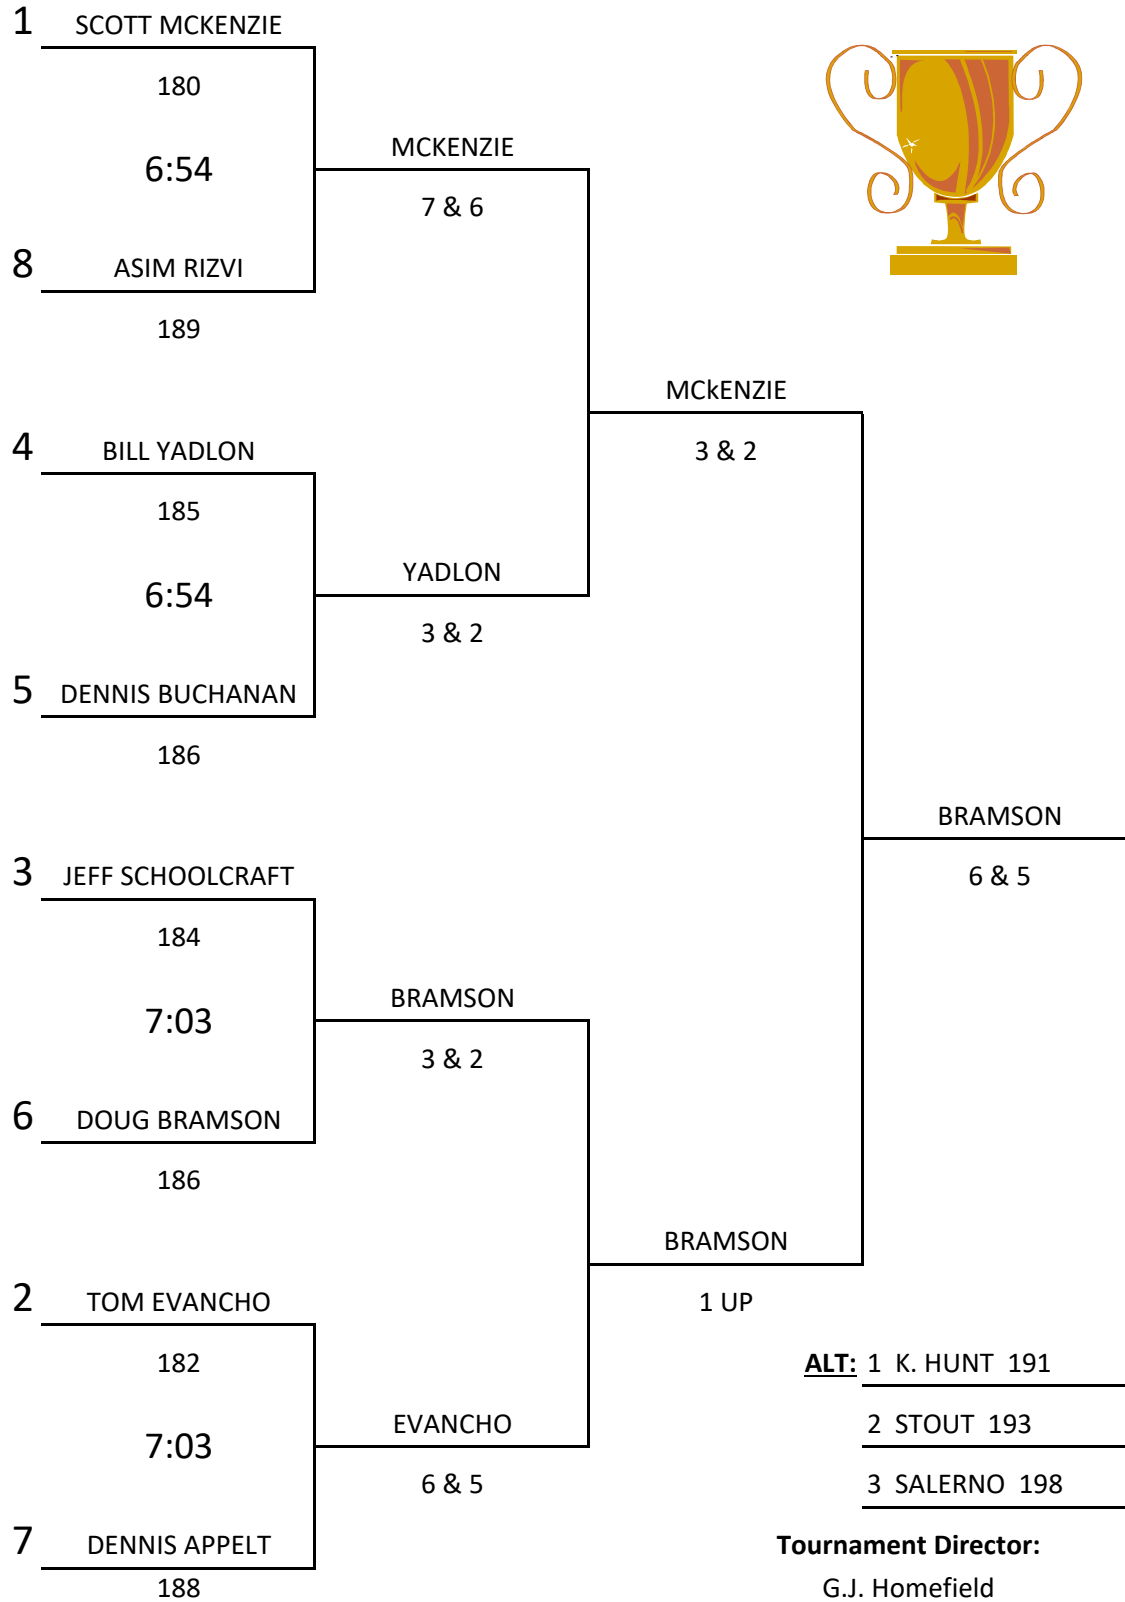 1 SCOTT MCKENZIE
180
6:54
MCKENZIE
7 & 6
8 ASIM RIZVI
189
MCkENZIE
3 & 2
4 BILL YADLON
185
6:54
YADLON
3 & 2
5 DENNIS BUCHANAN
186
BRAMSON
6 & 5
3 JEFF SCHOOLCRAFT
184
7:03
BRAMSON
3 & 2
6 DOUG BRAMSON
186
BRAMSON
1 UP
2 TOM EVANCHO
182
7:03
EVANCHO
6 & 5
7 DENNIS APPELT
188
ALT: 1 K. HUNT 191
2 STOUT 193
3 SALERNO 198
Tournament Director:
G.J. Homefield